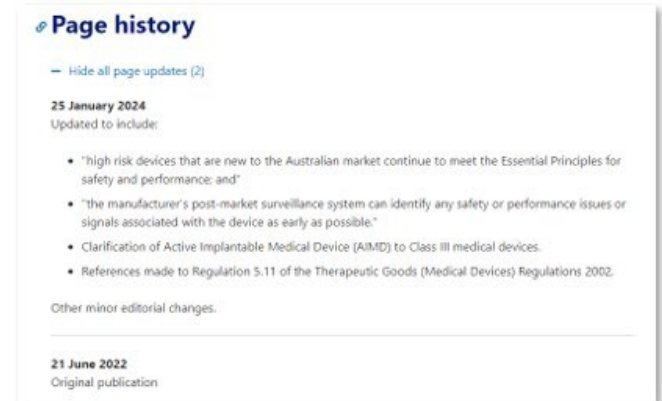 Page history
Hide all page updates (2)
25 January 2024
Updated to include:
"high risk devices that are new to the Australian market continue to meet the Essential Principles for
safety and performance; and"
"the manufacturer's post-market surveillance system can identify any safety or performance issues or
signals associated with the device as early as possible."
Clarification of Active Implantable Medical Device (AIMD) to Class III medical devices.
References made to Regulation 5.11 of the Therapeutic Goods (Medical Devices) Regulations 2002.
Other minor editorial changes.
21 June 2022
Original publication